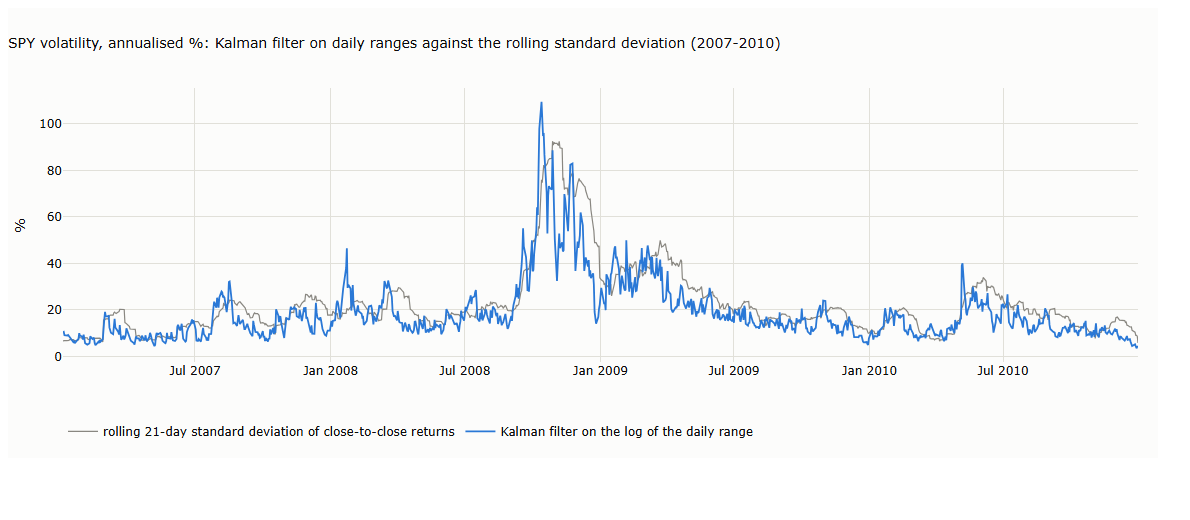 SPY volatility, annualised %: Kalman filter on daily ranges against the rolling standard deviation (2007-2010)
100
80
60
40
20
0
%
Jul 2007 Jan 2008 Jul 2008 Jan 2009 Jul 2009 Jan 2010 Jul 2010
rolling 21-day standard deviation of close-to-close returns Kalman filter on the log of the daily range